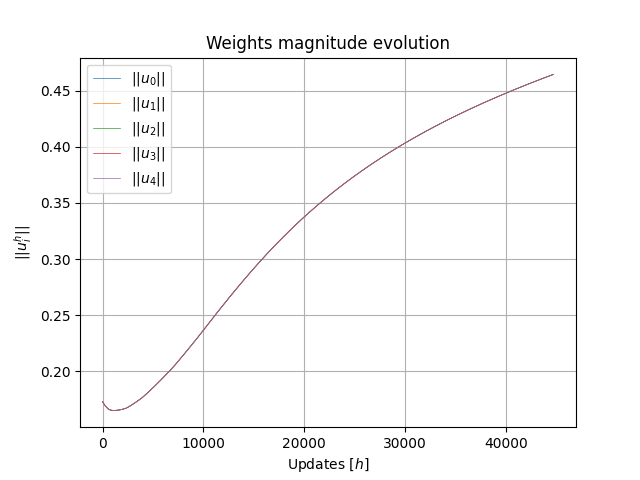 Weights magnitude evolution
||u_0||
||u_1||
||u_2||
||u_3||
||u_4||
||u_i^h||
0.45
0.40
0.35
0.30
0.25
0.20
0 10000 20000 30000 40000
Updates [h]